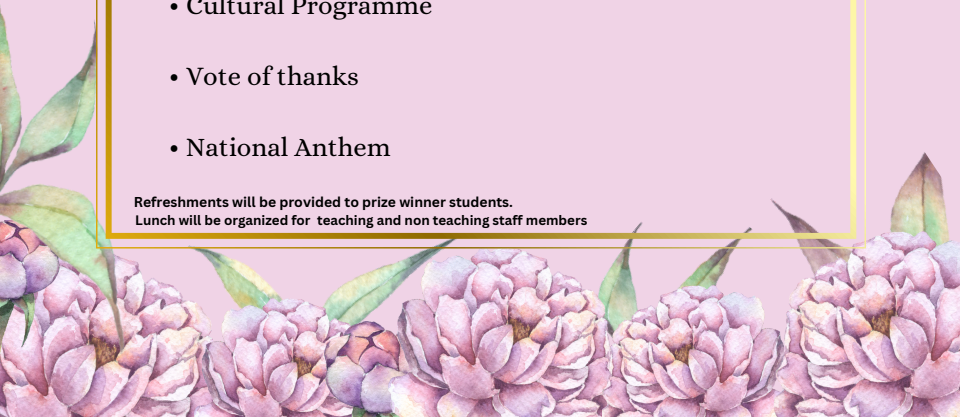 • Cultural Programme
• Vote of thanks
• National Anthem
Refreshments will be provided to prize winner students.
Lunch will be organized for teaching and non teaching staff members